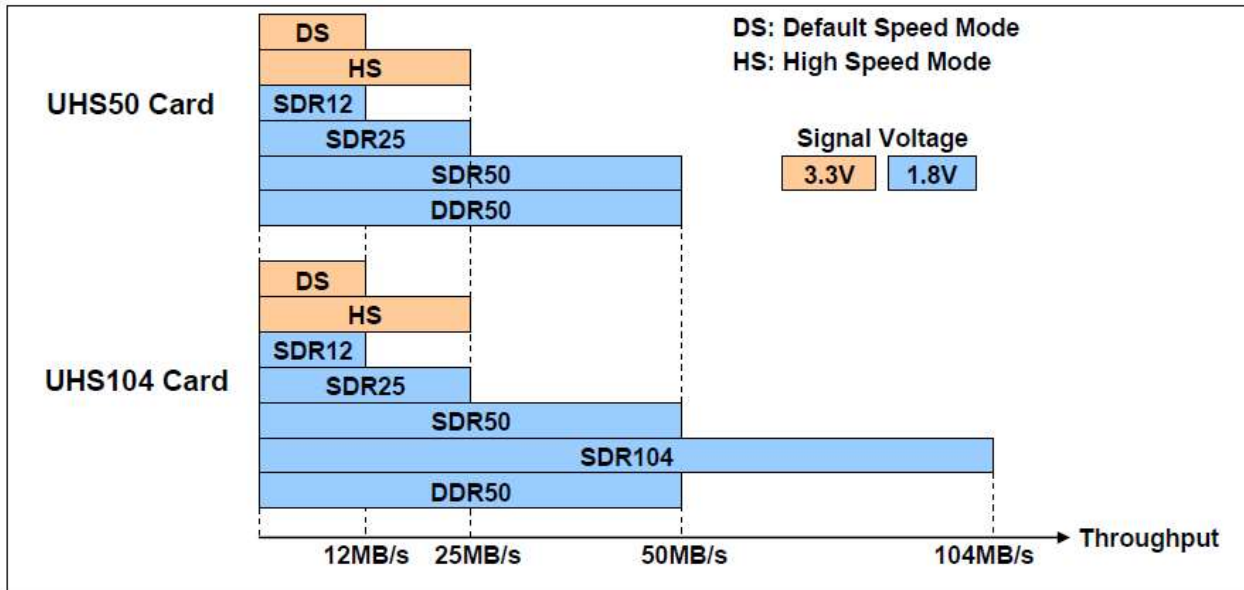 DS: Default Speed Mode
HS: High Speed Mode
Signal Voltage
3.3V 1.8V
UHS50 Card
DS
HS
SDR12
SDR25
SDR50
DDR50
UHS104 Card
DS
HS
SDR12
SDR25
SDR50
SDR104
DDR50
12MB/s 25MB/s 50MB/s 104MB/s
Throughput